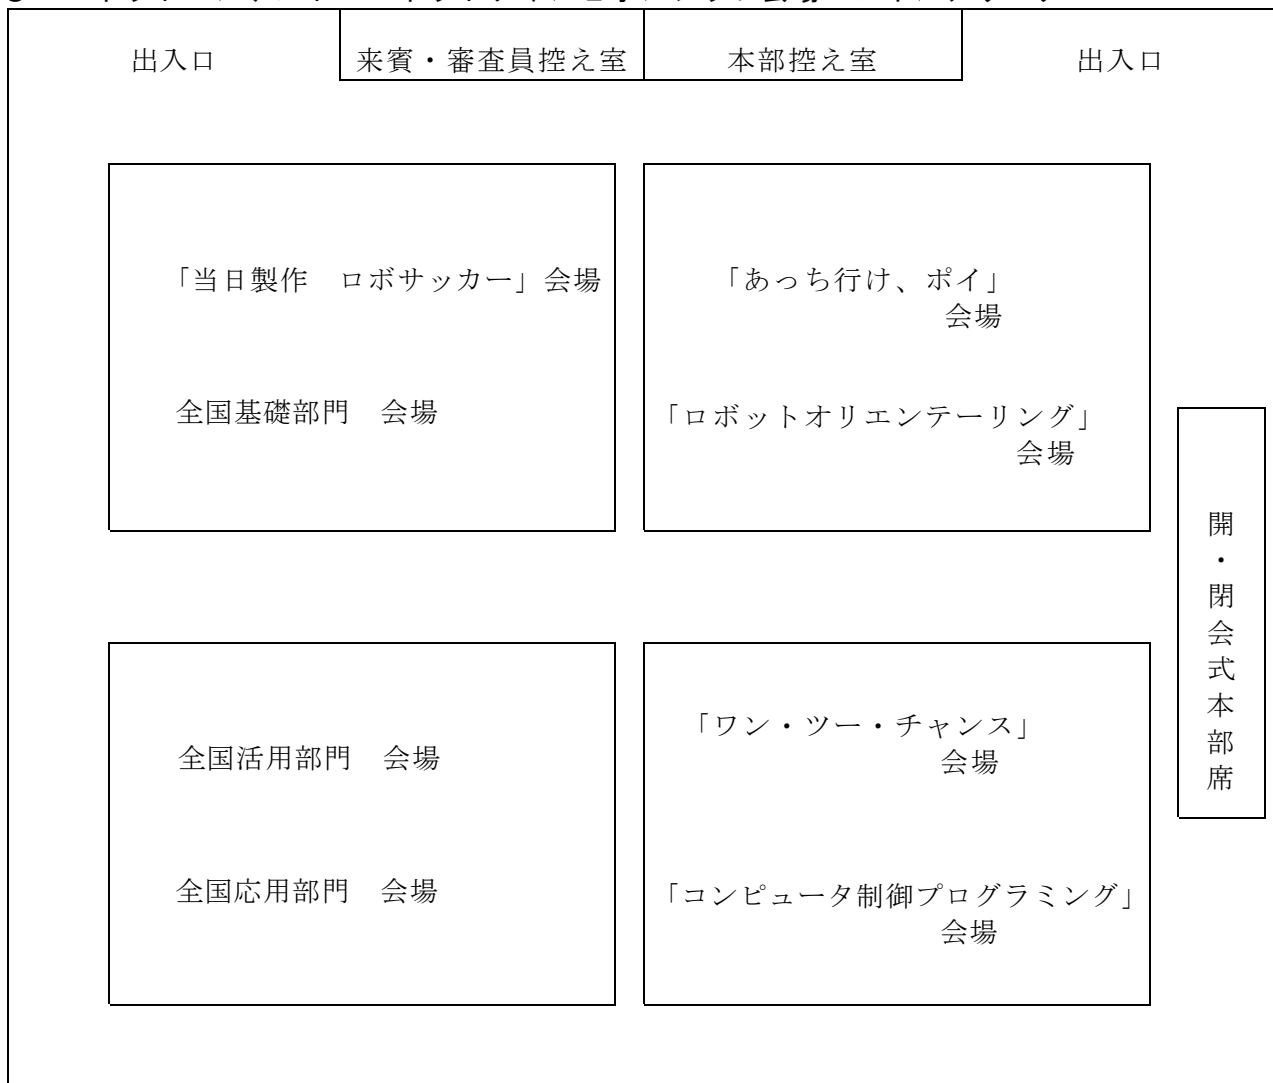 出入口
来賓・審査員控え室
本部控え室
出入口
「当日製作　ロボサッカー」会場
全国基礎部門　会場
「あっち行け、ポイ」
会場
「ロボットオリエンテーリング」
会場
開・閉会式本部席
全国活用部門　会場
全国応用部門　会場
「ワン・ツー・チャンス」
会場
「コンピュータ制御プログラミング」
会場